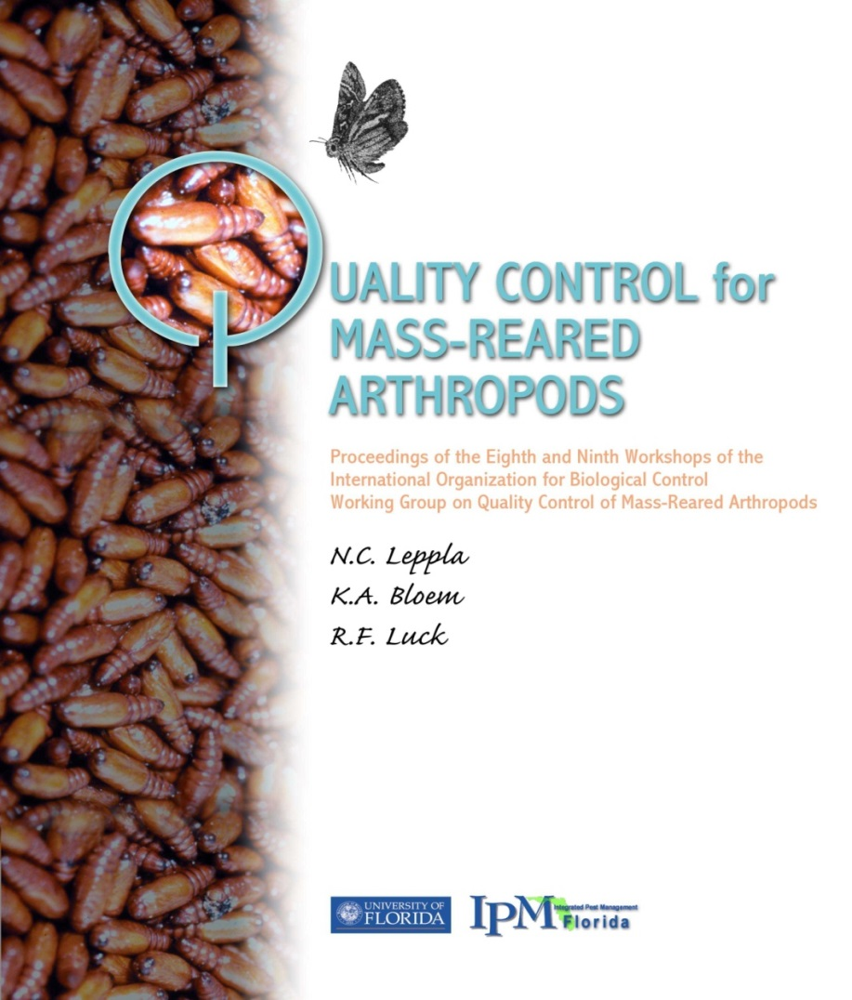 QUALITY CONTROL for
MASS-REARED
ARTHROPODS
Proceedings of the Eighth and Ninth Workshops of the
International Organization for Biological Control
Working Group on Quality Control of Mass-Reared Arthropods
N.C. Leppla
K.A. Bloem
R.F. Luck
UNIVERSITY OF
FLORIDA
IPM Integrated Pest Management
Florida